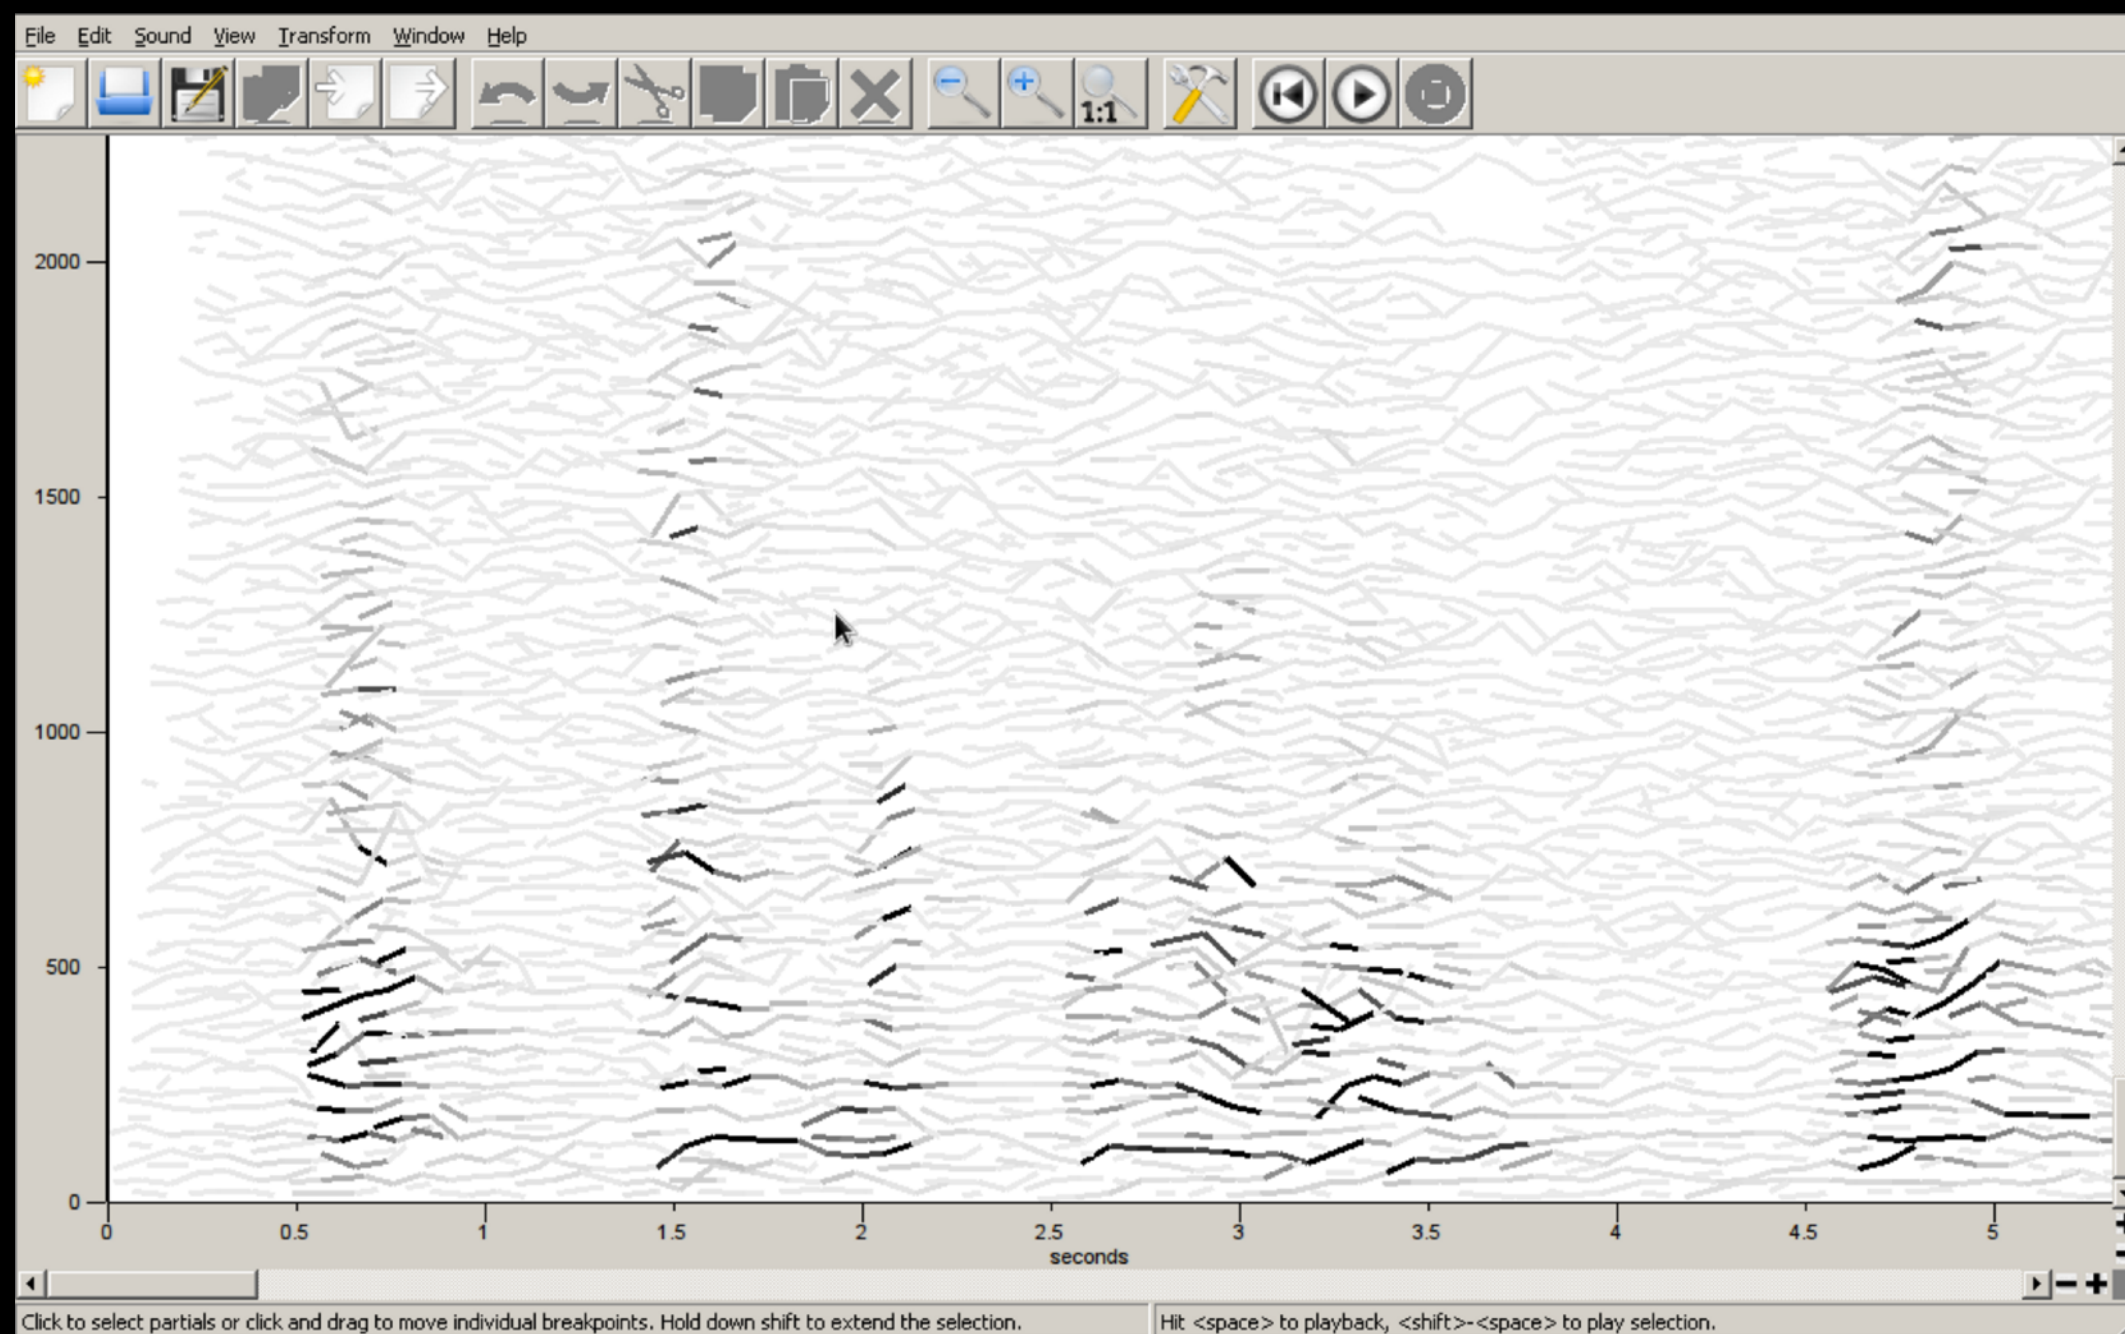 File Edit Sound View Transform Window Help
1:1
2000
1500
1000
500
0
0 0.5 1 1.5 2 2.5 3 3.5 4 4.5 5
seconds
Click to select partials or click and drag to move individual breakpoints. Hold down shift to extend the selection. Hit <space> to playback, <shift>-<space> to play selection.